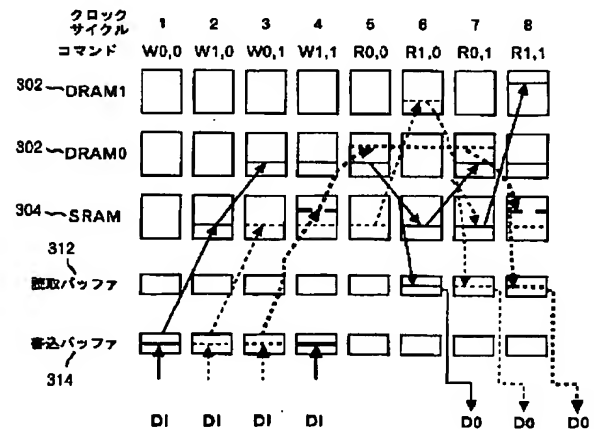 クロック
サイクル 1 2 3 4 5 6 7 8
コマンド W0,0 W1,0 W0,1 W1,1 R0,0 R1,0 R0,1 R1,1
302 DRAM1
302 DRAM0
304 SRAM
312
読取バッファ
書込バッファ
314
DI DI DI DI D0 D0 D0